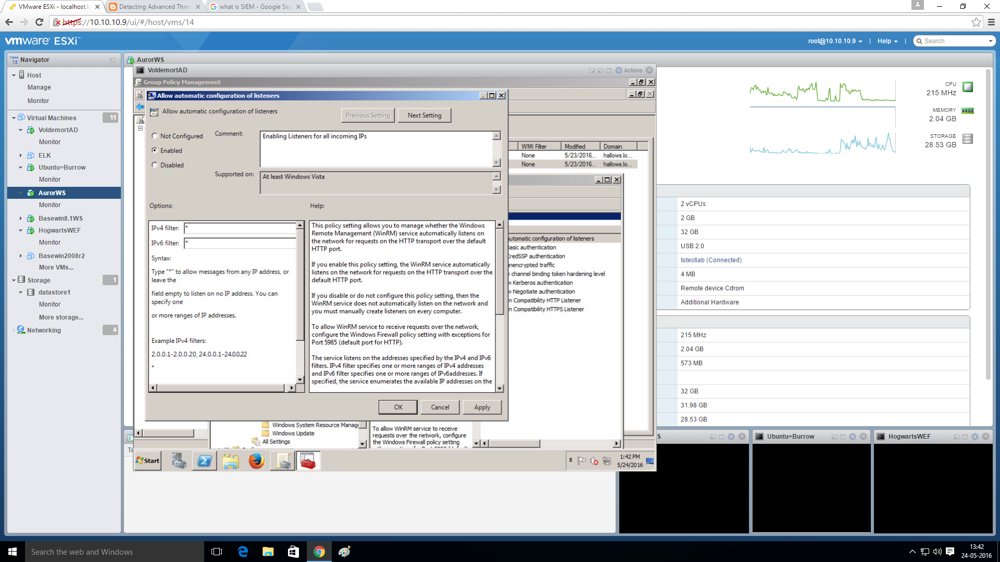 VMware ESXi - localhost.lo
Detecting Advanced Threa
what is SIEM - Google Sea
https://10.10.10.9/ui/#/host/vms/14
vmware ESXi
root@10.10.10.9
Help
Search
Navigator
Host
Manage
Monitor
Virtual Machines 11
VoldemortAD
Monitor
ELK
Ubuntu=Burrow
Monitor
AurorWS
Monitor
Basewin8.1WS
HogwartsWEF
Monitor
Basewin2008r2
More VMs...
Storage 1
datastore1
Monitor
More storage...
Networking 4
AurorWS
VoldemortAD
Actions
Group Policy Management
Allow automatic configuration of listeners
Allow automatic configuration of listeners
Previous Setting
Next Setting
Not Configured
Enabled
Disabled
Comment:
Enabling Listeners for all incoming IPs
Supported on:
At least Windows Vista
Options:
Help:
IPv4 filter: *
IPv6 filter: *
Syntax:
Type "*" to allow messages from any IP address, or
leave the
field empty to listen on no IP address. You can
specify one
or more ranges of IP addresses.
Example IPv4 filters:
2.0.0.1-2.0.0.20, 24.0.0.1-24.0.0.22
*
This policy setting allows you to manage whether the Windows
Remote Management (WinRM) service automatically listens on
the network for requests on the HTTP transport over the default
HTTP port.
If you enable this policy setting, the WinRM service automatically
listens on the network for requests on the HTTP transport over the
default HTTP port.
If you disable or do not configure this policy setting, then the
WinRM service does not automatically listen on the network and
you must manually create listeners on every computer.
To allow WinRM service to receive requests over the network,
configure the Windows Firewall policy setting with exceptions for
Port 5985 (default port for HTTP).
The service listens on the addresses specified by the IPv4 and IPv6
filters. IPv4 filter specifies one or more ranges of IPv4 addresses
and IPv6 filter specifies one or more ranges of IPv6addresses. If
specified, the service enumerates the available IP addresses on the
OK
Cancel
Apply
WMI Filter Modified Domain
None 5/23/2016... hallows.lo...
None 5/23/2016... hallows.lo...
utomatic configuration of listeners
asic authentication
redSSP authentication
nencrypted traffic
channel binding token hardening level
w Kerberos authentication
w Negotiate authentication
n Compatibility HTTP Listener
n Compatibility HTTPS Listener
Windows System Resource Manag
Windows Update
All Settings
To allow WinRM service to receive
requests over the network, configure
the Windows Firewall policy setting
Start
1:42 PM
5/24/2016
CPU
215 MHz
MEMORY
2.04 GB
STORAGE
28.53 GB
2 vCPUs
2 GB
32 GB
USB 2.0
totestlab (Connected)
4 MB
Remote device Cdrom
Additional Hardware
215 MHz
2.04 GB
573 MB
32 GB
31.98 GB
28.53 GB
S
Ubuntu=Burrow
HogwartsWEF
Ta
Search the web and Windows
13:42
24-05-2016